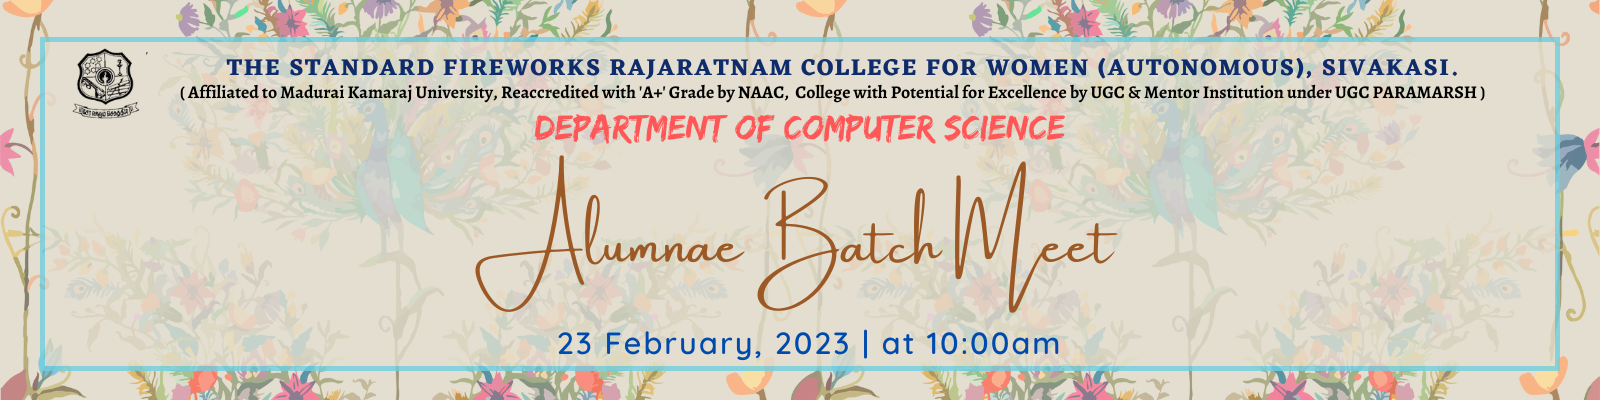 THE STANDARD FIREWORKS RAJARATNAM COLLEGE FOR WOMEN (AUTONOMOUS), SIVAKASI.
( Affiliated to Madurai Kamaraj University, Reaccredited with 'A+' Grade by NAAC, College with Potential for Excellence by UGC & Mentor Institution under UGC PARAMARSH )
DEPARTMENT OF COMPUTER SCIENCE
Alumnae Batch Meet
23 February, 2023 | at 10:00am